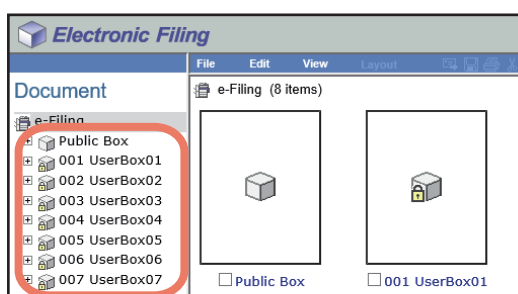 Electronic Filing
File Edit View Layout
Document
e-Filing
Public Box
001 UserBox01
002 UserBox02
003 UserBox03
004 UserBox04
005 UserBox05
006 UserBox06
007 UserBox07
e-Filing (8 items)
Public Box
001 UserBox01